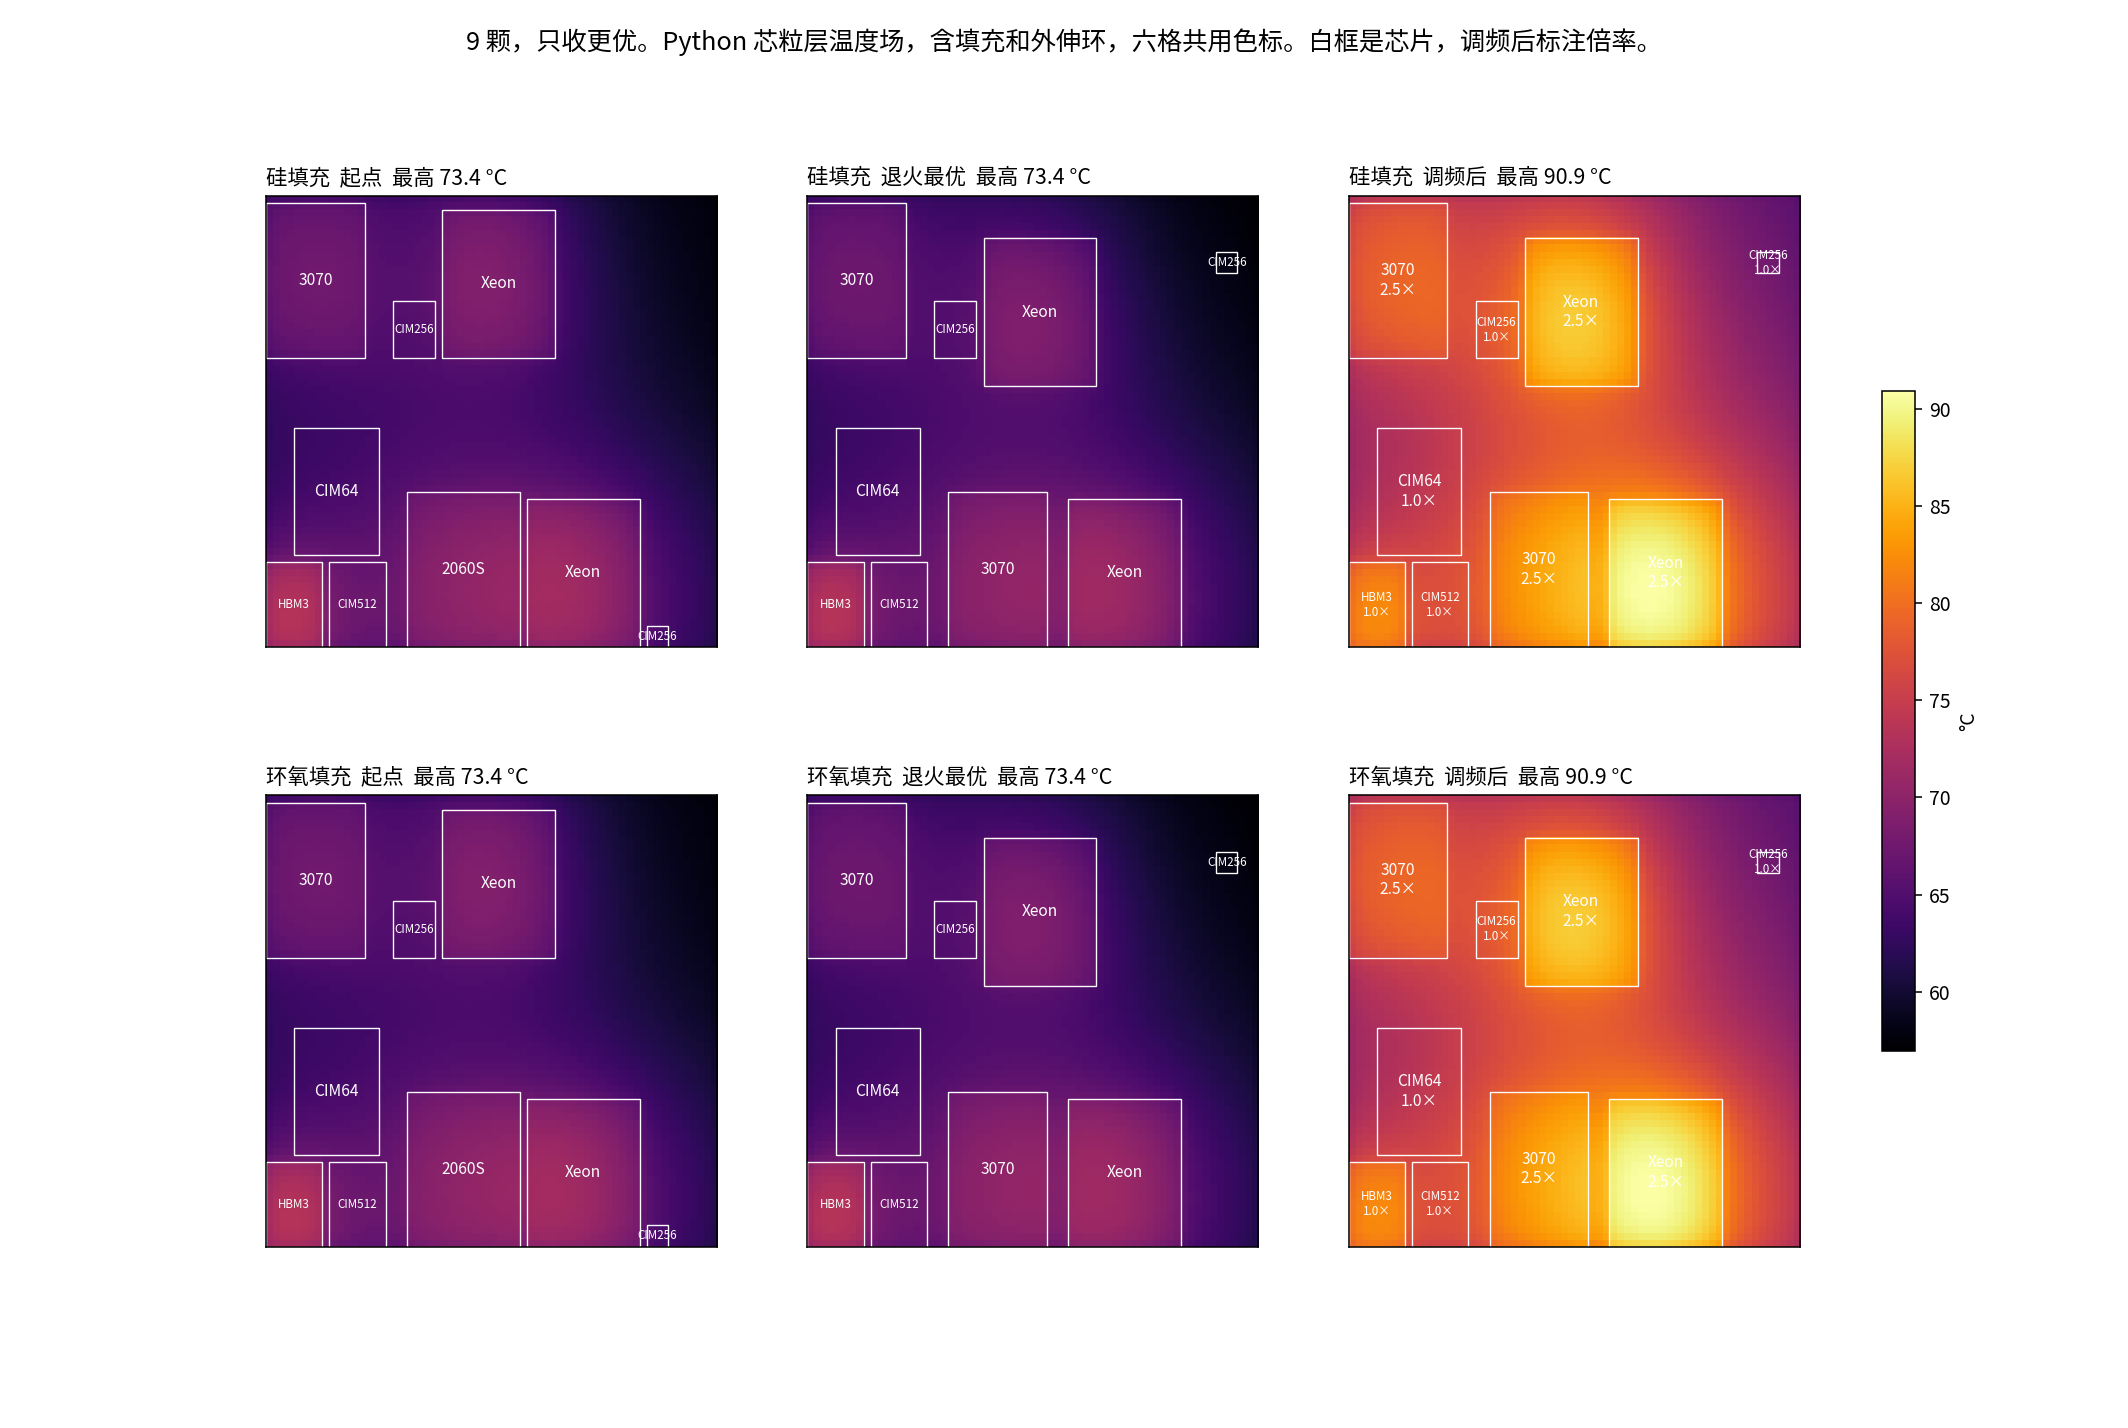 9 颗，只收更优。Python 芯粒层温度场，含填充和外伸环，六格共用色标。白框是芯片，调频后标注倍率。
硅填充 起点 最高 73.4 °C
3070
Xeon
CIM256
CIM64
2060S
Xeon
HBM3
CIM512
CIM256
硅填充 退火最优 最高 73.4 °C
CIM256
3070
Xeon
CIM256
CIM64
3070
Xeon
HBM3
CIM512
硅填充 调频后 最高 90.9 °C
CIM256
1.0×
3070
2.5×
Xeon
2.5×
CIM256
1.0×
CIM64
1.0×
3070
2.5×
Xeon
2.5×
HBM3
1.0×
CIM512
1.0×
环氧填充 起点 最高 73.4 °C
3070
Xeon
CIM256
CIM64
2060S
Xeon
HBM3
CIM512
CIM256
环氧填充 退火最优 最高 73.4 °C
CIM256
3070
Xeon
CIM256
CIM64
3070
Xeon
HBM3
CIM512
环氧填充 调频后 最高 90.9 °C
CIM256
1.0×
3070
2.5×
Xeon
2.5×
CIM256
1.0×
CIM64
1.0×
3070
2.5×
Xeon
2.5×
HBM3
1.0×
CIM512
1.0×
90
85
80
75
70
65
60
°C